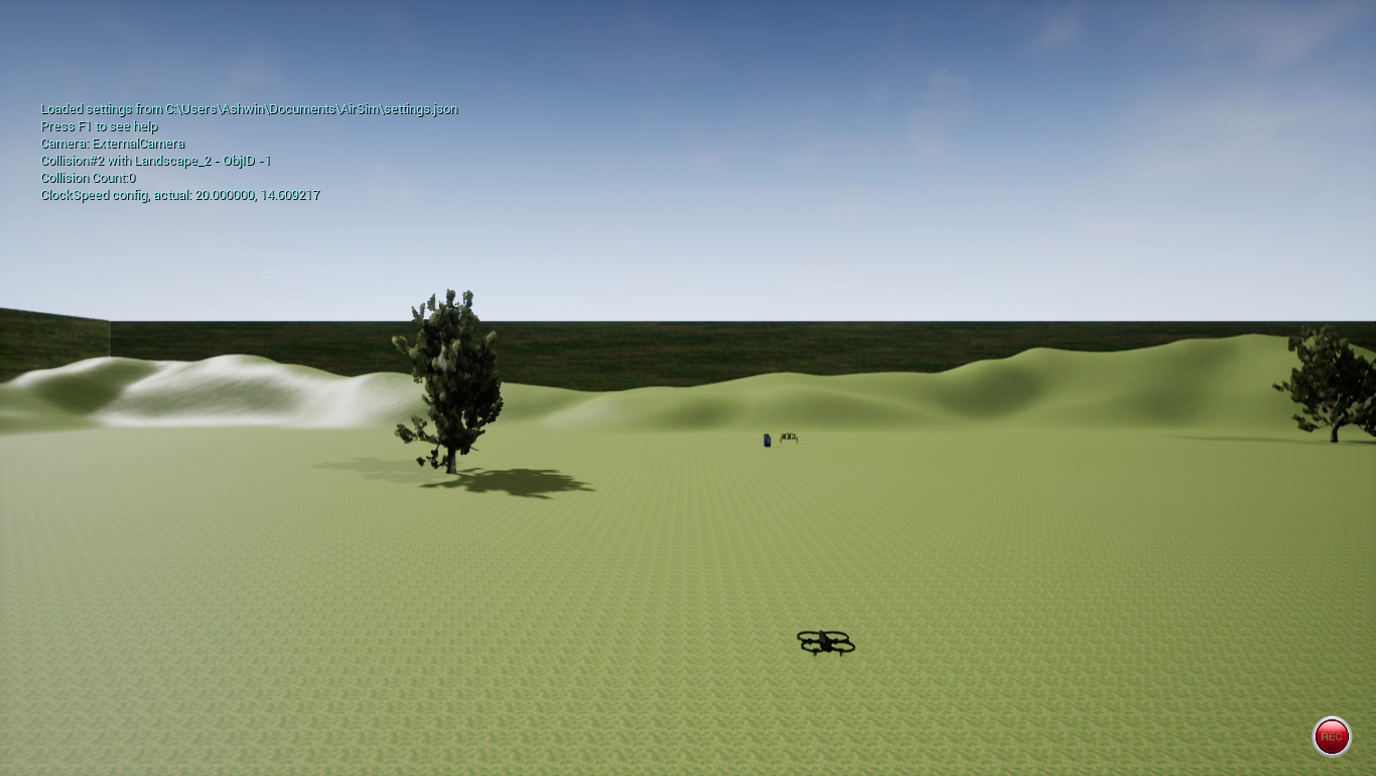 Loaded settings from C:\Users\Ashwin\Documents\AirSim\settings.json
Press F1 to see help
Camera: ExternalCamera
Collision#2 with Landscape_2 - ObjID -1
Collision Count:0
ClockSpeed config, actual: 20.000000, 14.609217
REC